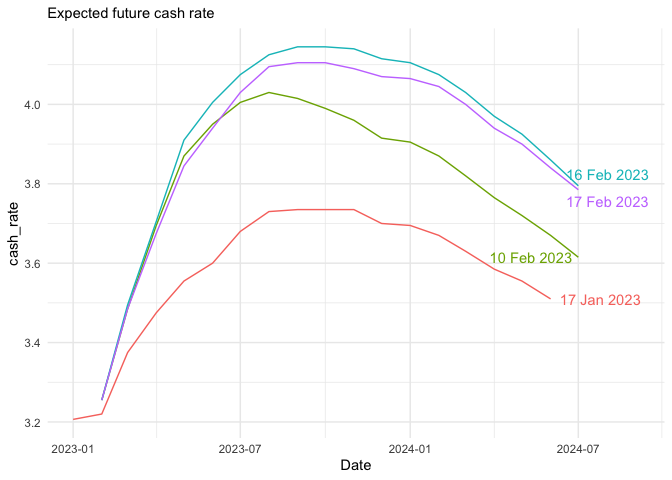 Expected future cash rate
cash_rate
4.0
3.8
3.6
3.4
3.2
16 Feb 2023
17 Feb 2023
10 Feb 2023
17 Jan 2023
2023-01
2023-07
2024-01
2024-07
Date